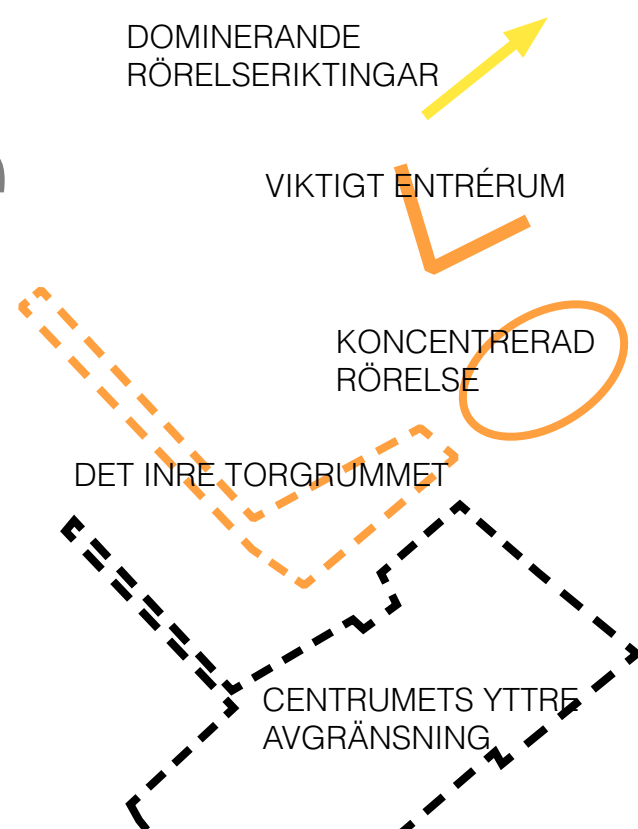 DOMINERANDE
RÖRELSERIKTINGAR
VIKTIGT ENTRÉRUM
KONCENTRERAD
RÖRELSE
DET INRE TORGRUMMET
CENTRUMETS YTTRE
AVGRÄNSNING